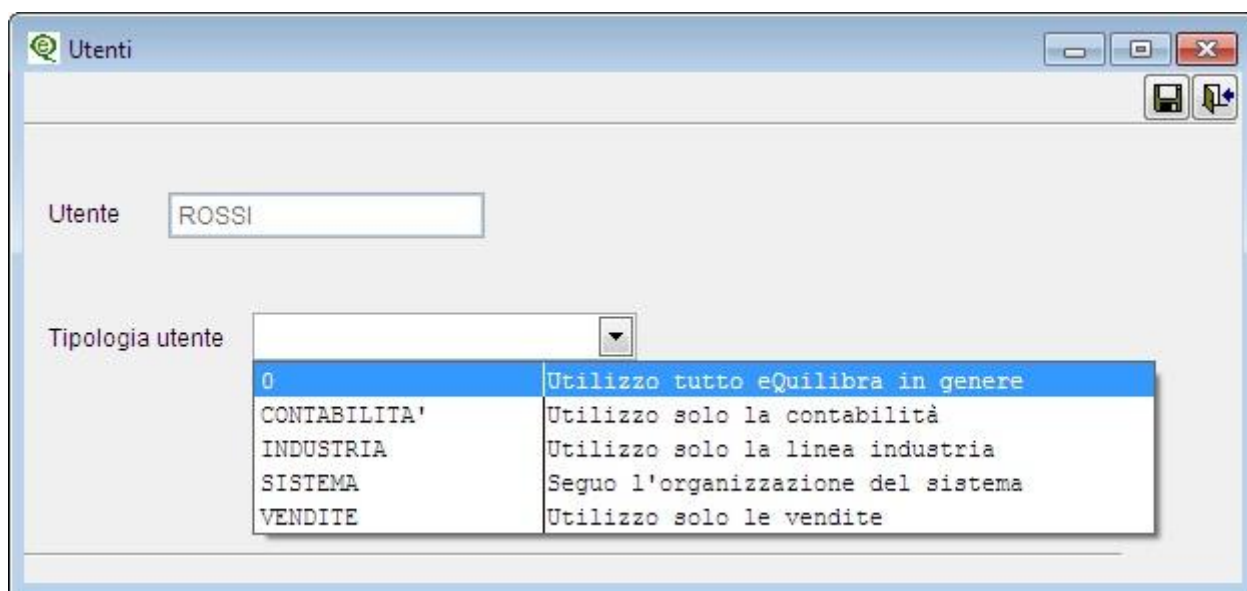 Utenti
Utente ROSSI
Tipologia utente
0 Utilizzo tutto eQuilibra in genere
CONTABILITA' Utilizzo solo la contabilità
INDUSTRIA Utilizzo solo la linea industria
SISTEMA Seguo l'organizzazione del sistema
VENDITE Utilizzo solo le vendite